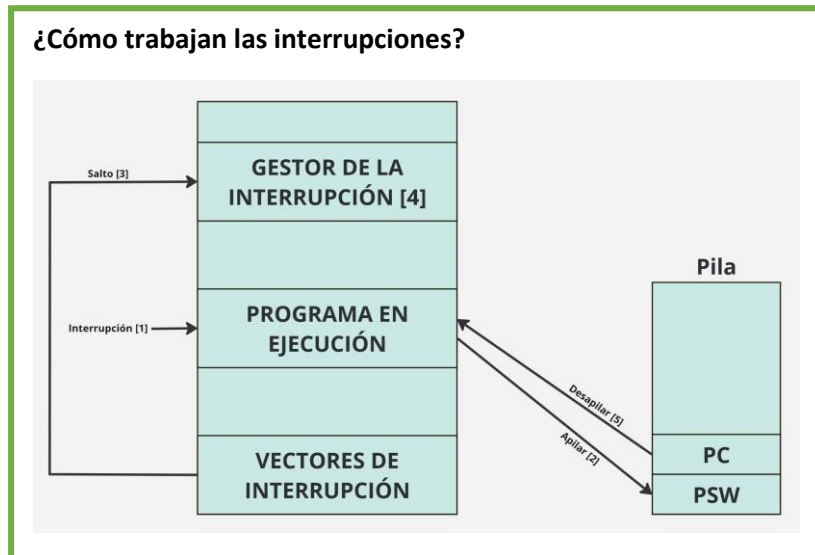 ¿Cómo trabajan las interrupciones?
Salto [3]
GESTOR DE LA
INTERRUPCIÓN [4]
Pila
Interrupción [1]
PROGRAMA EN
EJECUCIÓN
Desapilar [5]
Apilar [2]
VECTORES DE
INTERRUPCIÓN
PC
PSW